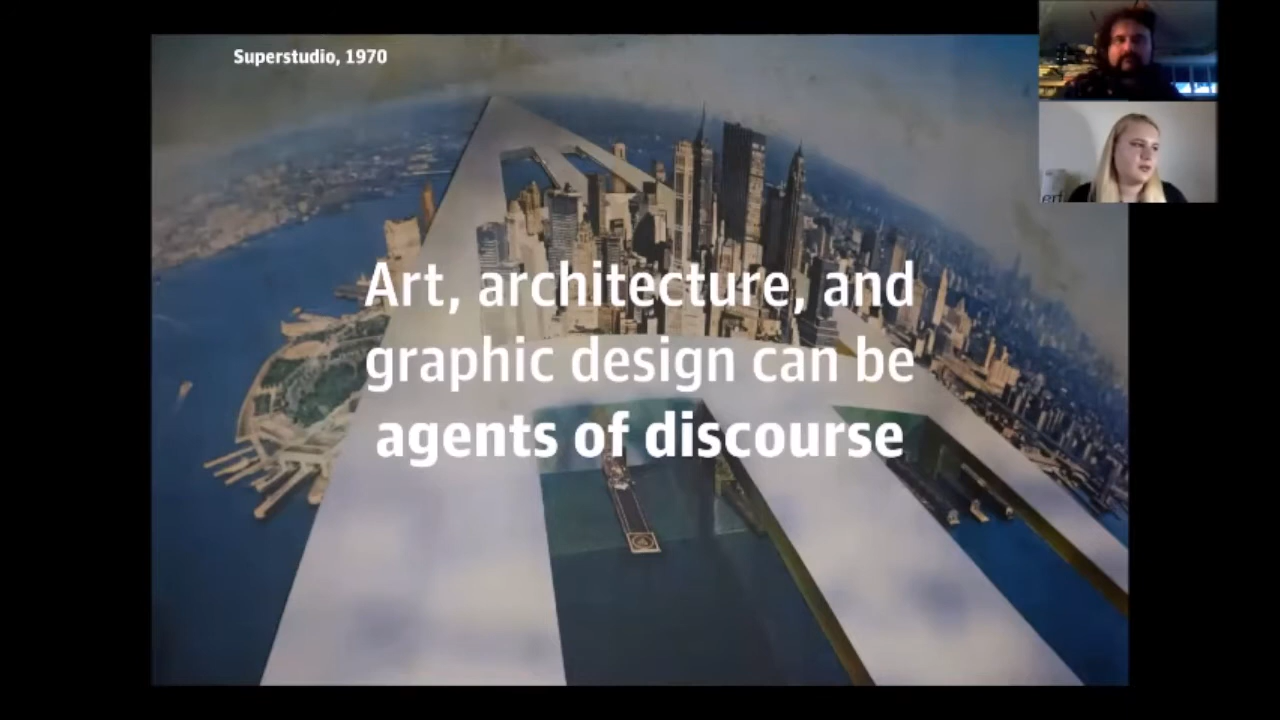 Superstudio, 1970
Art, architecture, and
graphic design can be
agents of discourse